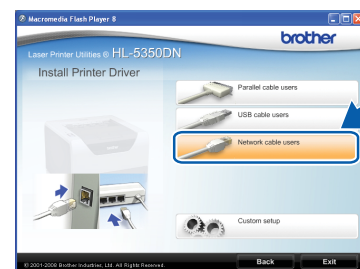 Macromedia Flash Player 8
brother
Laser Printer Utilities © HL-5350DN
Install Printer Driver
Parallel cable users
USB cable users
Network cable users
Custom setup
© 2001-2008 Brother Industries, Ltd. All Rights Reserved.
Back
Exit